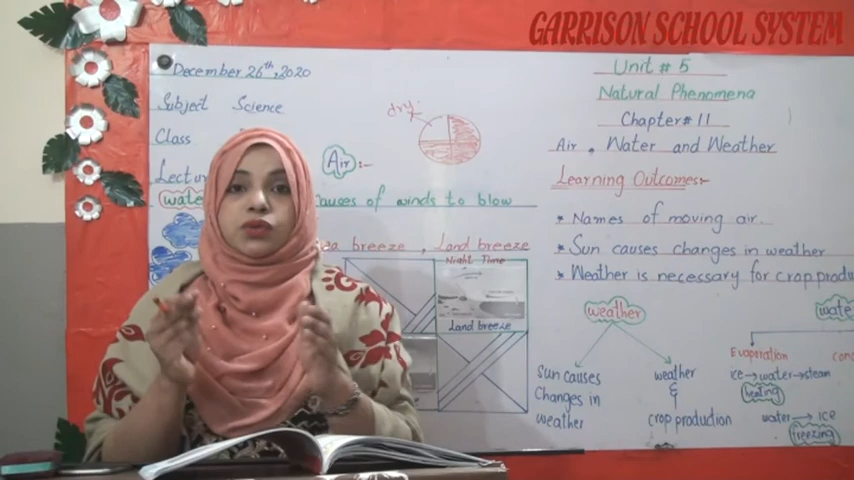 GARRISON SCHOOL SYSTEM
December 26th, 2020
Subject Science
Class
Air :-
dry
causes of winds to blow
breeze , Land breeze
Night Time
Land breeze
Unit # 5
Natural Phenomena
Chapter # 11
Air , Water and Weather
Learning Outcomes:-
* Names of moving air.
* Sun causes changes in weather
* Weather is necessary for crop
weather
Sun causes
Changes in
weather
weather
&
crop production
Evaporation
ice → water → steam
heating
water → ICE
freezing